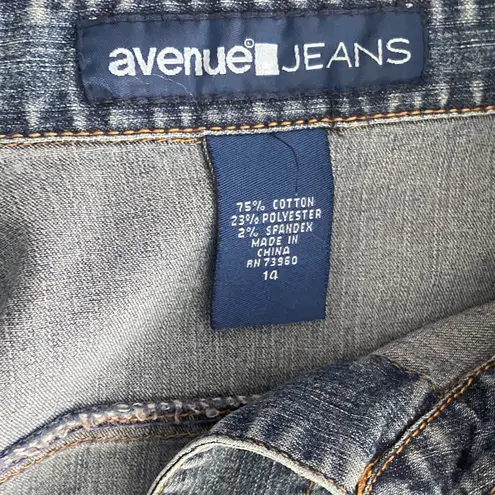 avenue® JEANS
75% COTTON
23% POLYESTER
2% SPANDEX
MADE IN
CHINA
RN 73960
14